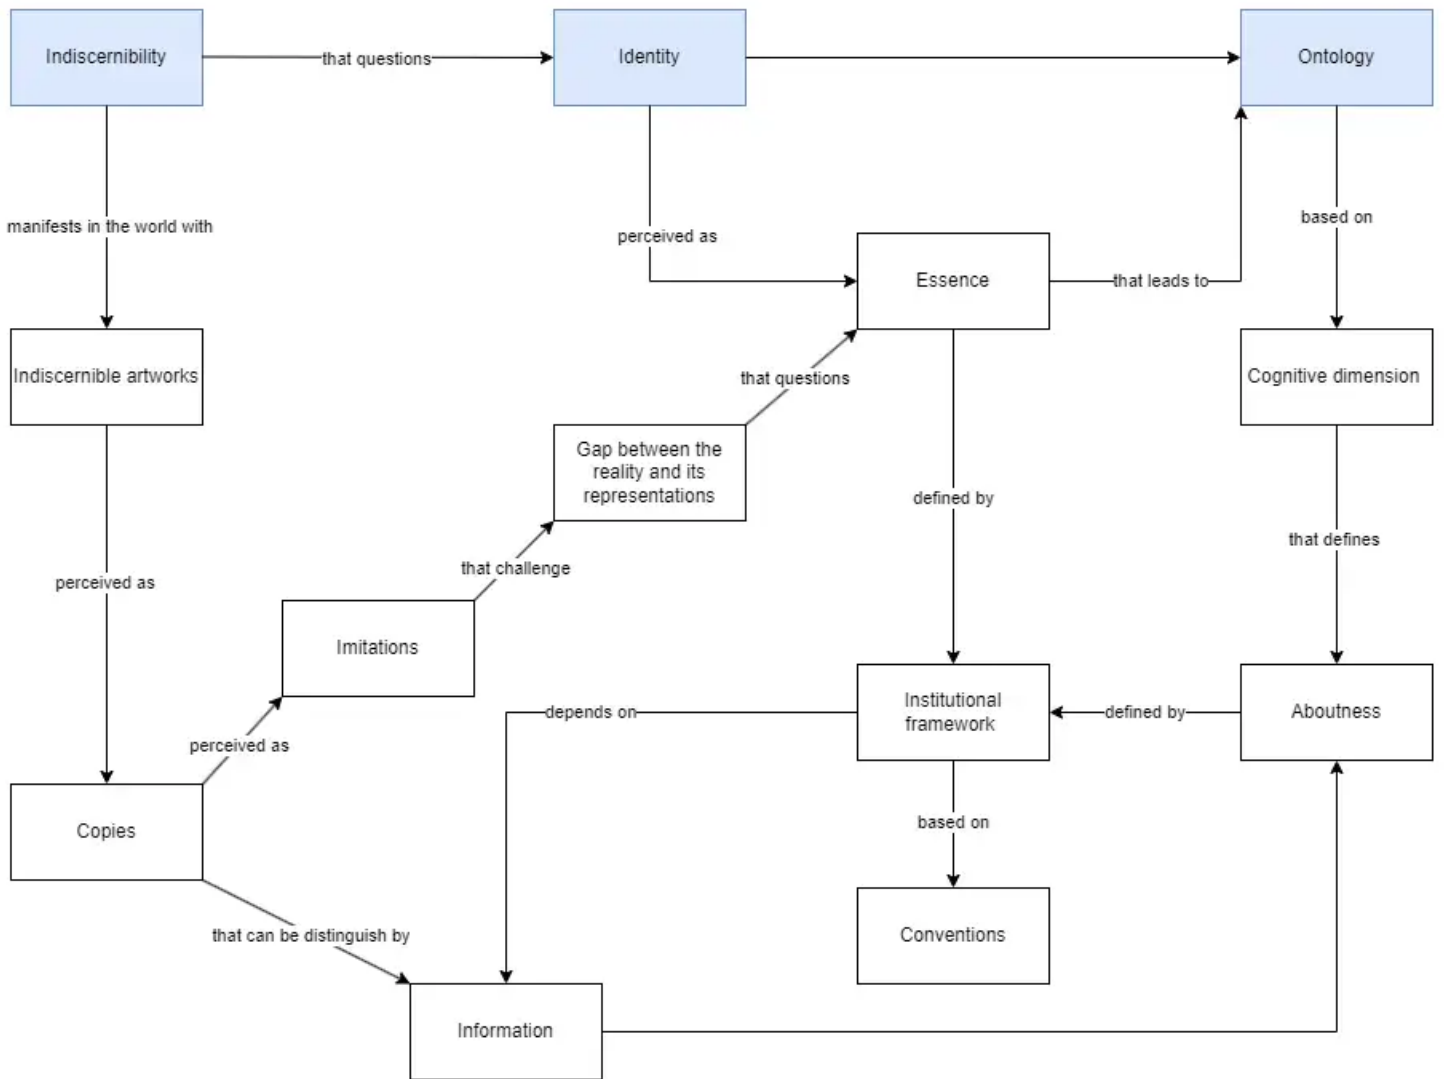 Indiscernibility
that questions
Identity
Ontology
manifests in the world with
perceived as
based on
Essence
that leads to
Indiscernible artworks
that questions
Cognitive dimension
Gap between the
reality and its
representations
defined by
that defines
that challenge
perceived as
Imitations
Institutional
framework
depends on
defined by
Aboutness
perceived as
Copies
based on
that can be distinguish by
Conventions
Information